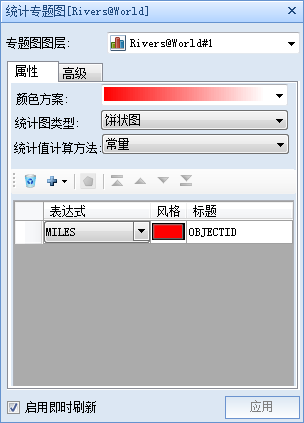 统计专题图[Rivers@World]
专题图图层: Rivers@World#1
属性 高级
颜色方案:
统计图类型: 饼状图
统计值计算方法: 常量
表达式 风格 标题
MILES OBJECTID
启用即时刷新 应用